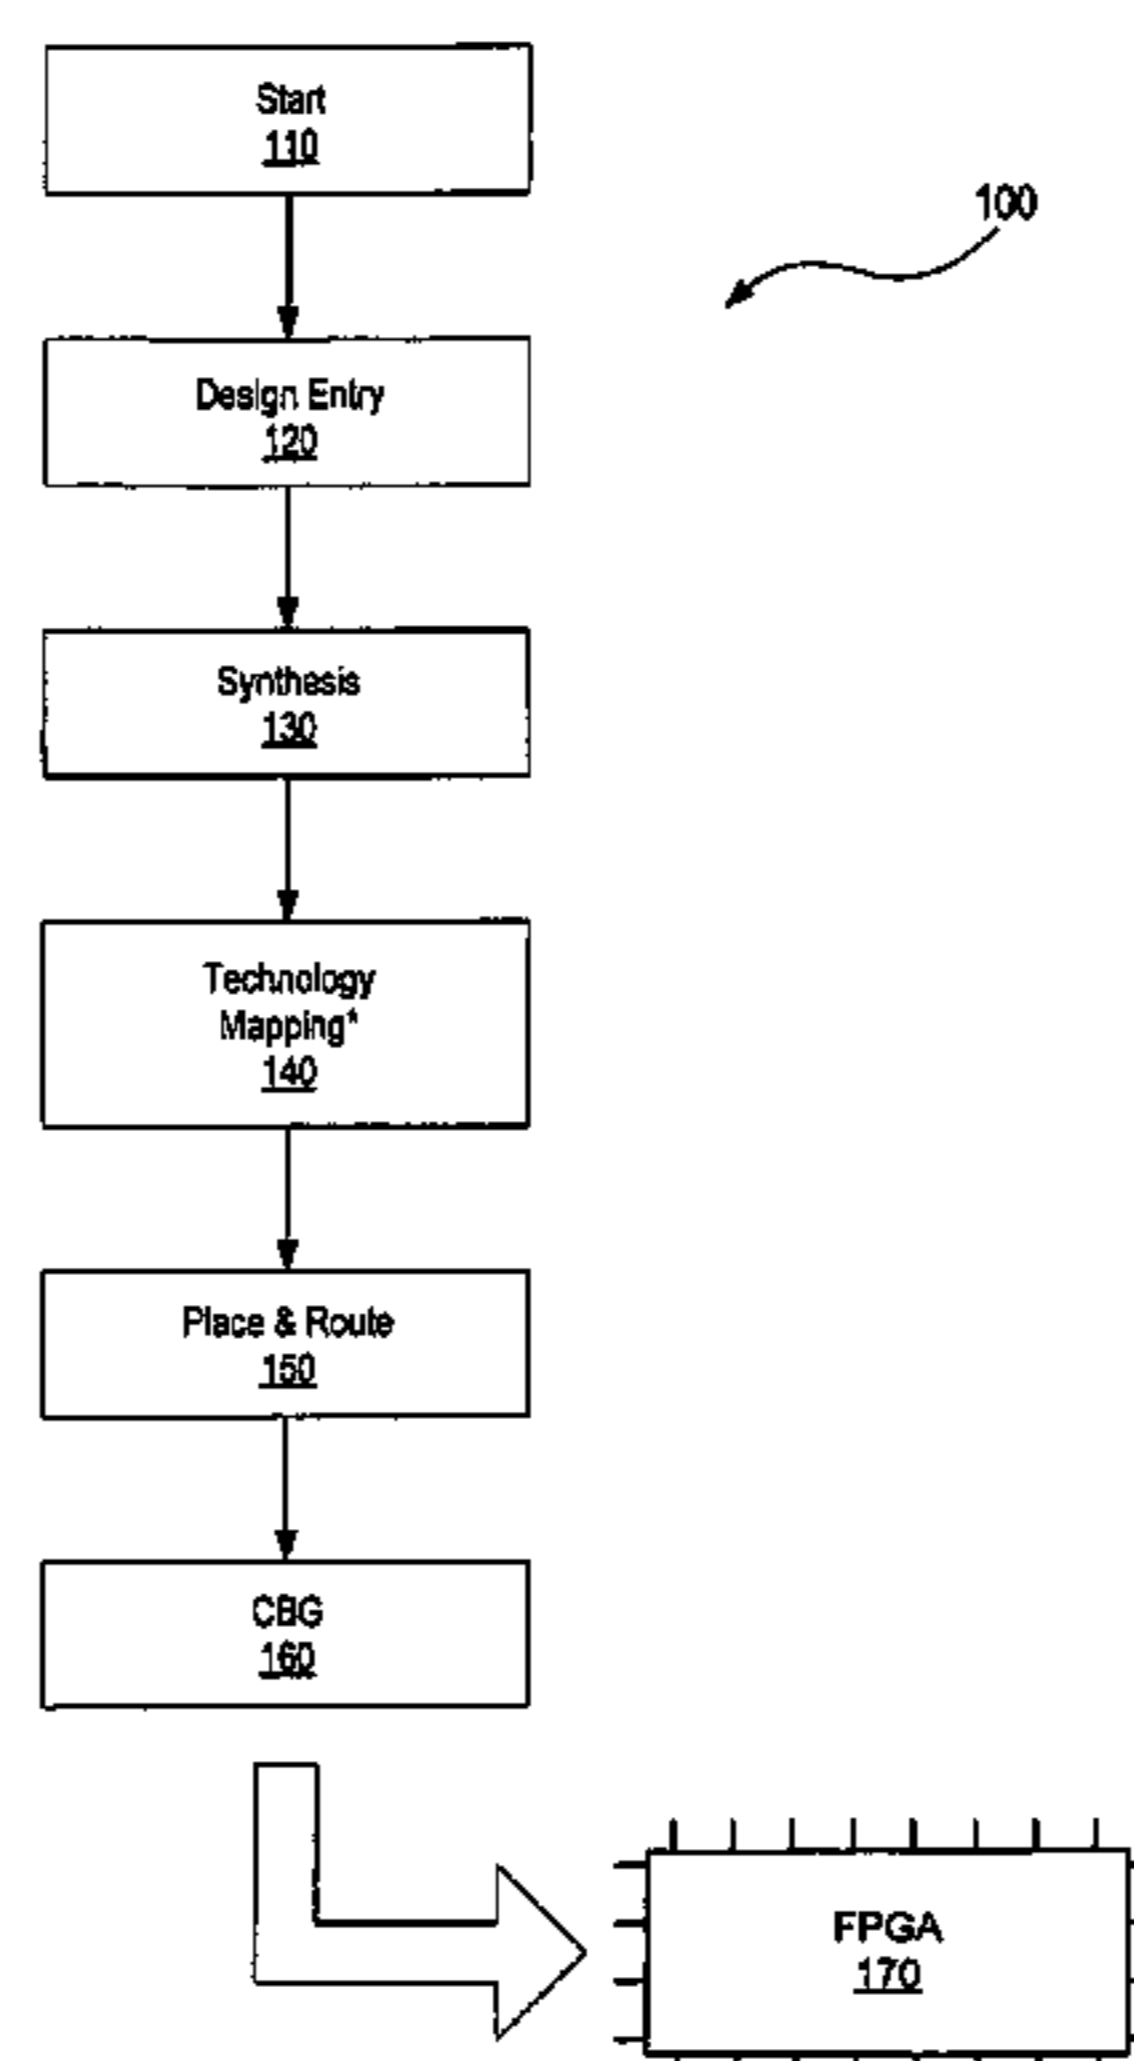 Start
110
100
Design Entry
120
Synthesis
130
Technology
Mapping*
140
Place & Route
150
CBG
160
FPGA
170